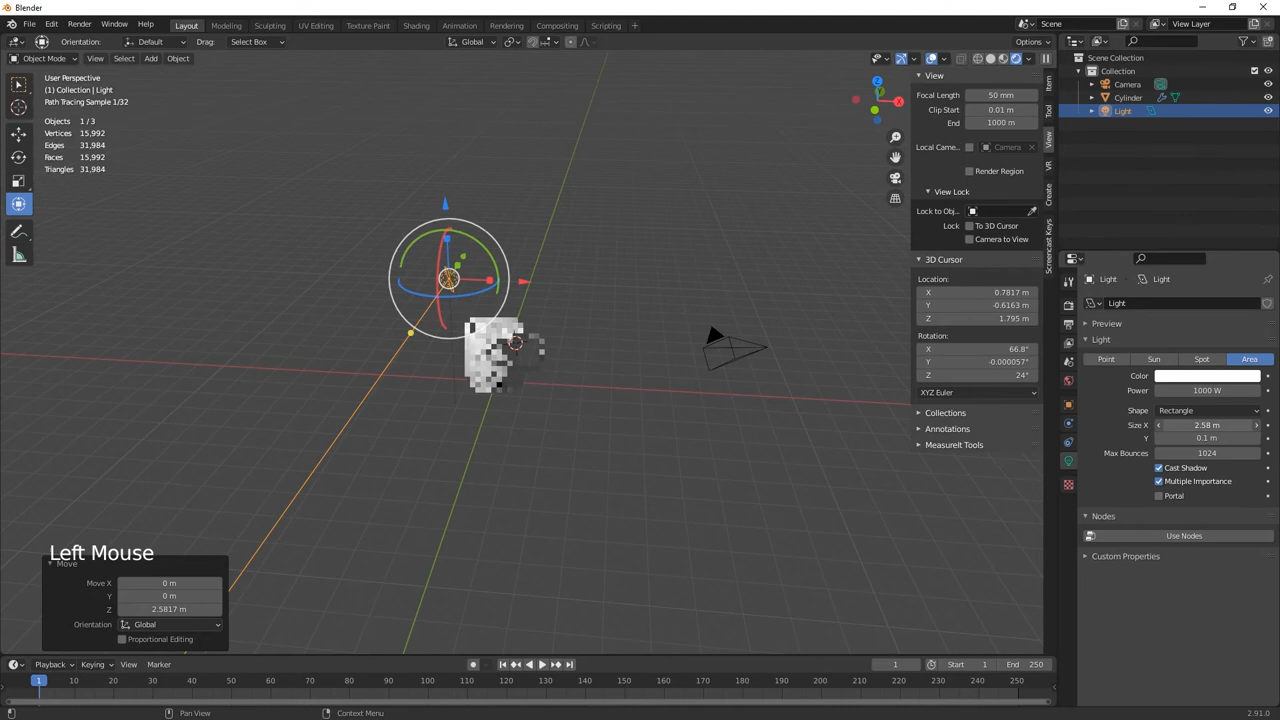 Blender
File Edit Render Window Help
Layout Modeling Sculpting UV Editing Texture Paint Shading Animation Rendering Compositing Scripting +
Scene
View Layer
Orientation: Default Drag: Select Box
Global
Options
Object Mode View Select Add Object
User Perspective
(1) Collection | Light
Path Tracing Sample 1/32
Objects 1 / 3
Vertices 15,992
Edges 31,984
Faces 15,992
Triangles 31,984
Z
X
View
Focal Length 50 mm
Clip Start 0.01 m
End 1000 m
Local Came... Camera
Render Region
View Lock
Lock to Obj...
Lock To 3D Cursor
Camera to View
3D Cursor
Location:
X 0.7817 m
Y -0.6163 m
Z 1.795 m
Rotation:
X 66.8°
Y -0.000057°
Z 24°
XYZ Euler
Collections
Annotations
MeasureIt Tools
Item
Tool
View
VR
Create
Screencast Keys
Scene Collection
Collection
Camera
Cylinder
Light
Light Light
Light
Preview
Light
Point Sun Spot Area
Color
Power 1000 W
Shape Rectangle
Size X 2.58 m
Y 0.1 m
Max Bounces 1024
Cast Shadow
Multiple Importance
Portal
Nodes
Use Nodes
Custom Properties
Left Mouse
Move
Move X 0 m
Y 0 m
Z 2.5817 m
Orientation Global
Proportional Editing
Playback Keying View Marker
1 Start 1 End 250
1 10 20 30 40 50 60 70 80 90 100 110 120 130 140 150 160 170 180 190 200 210 220 230 240 250
Pan View Context Menu 2.91.0